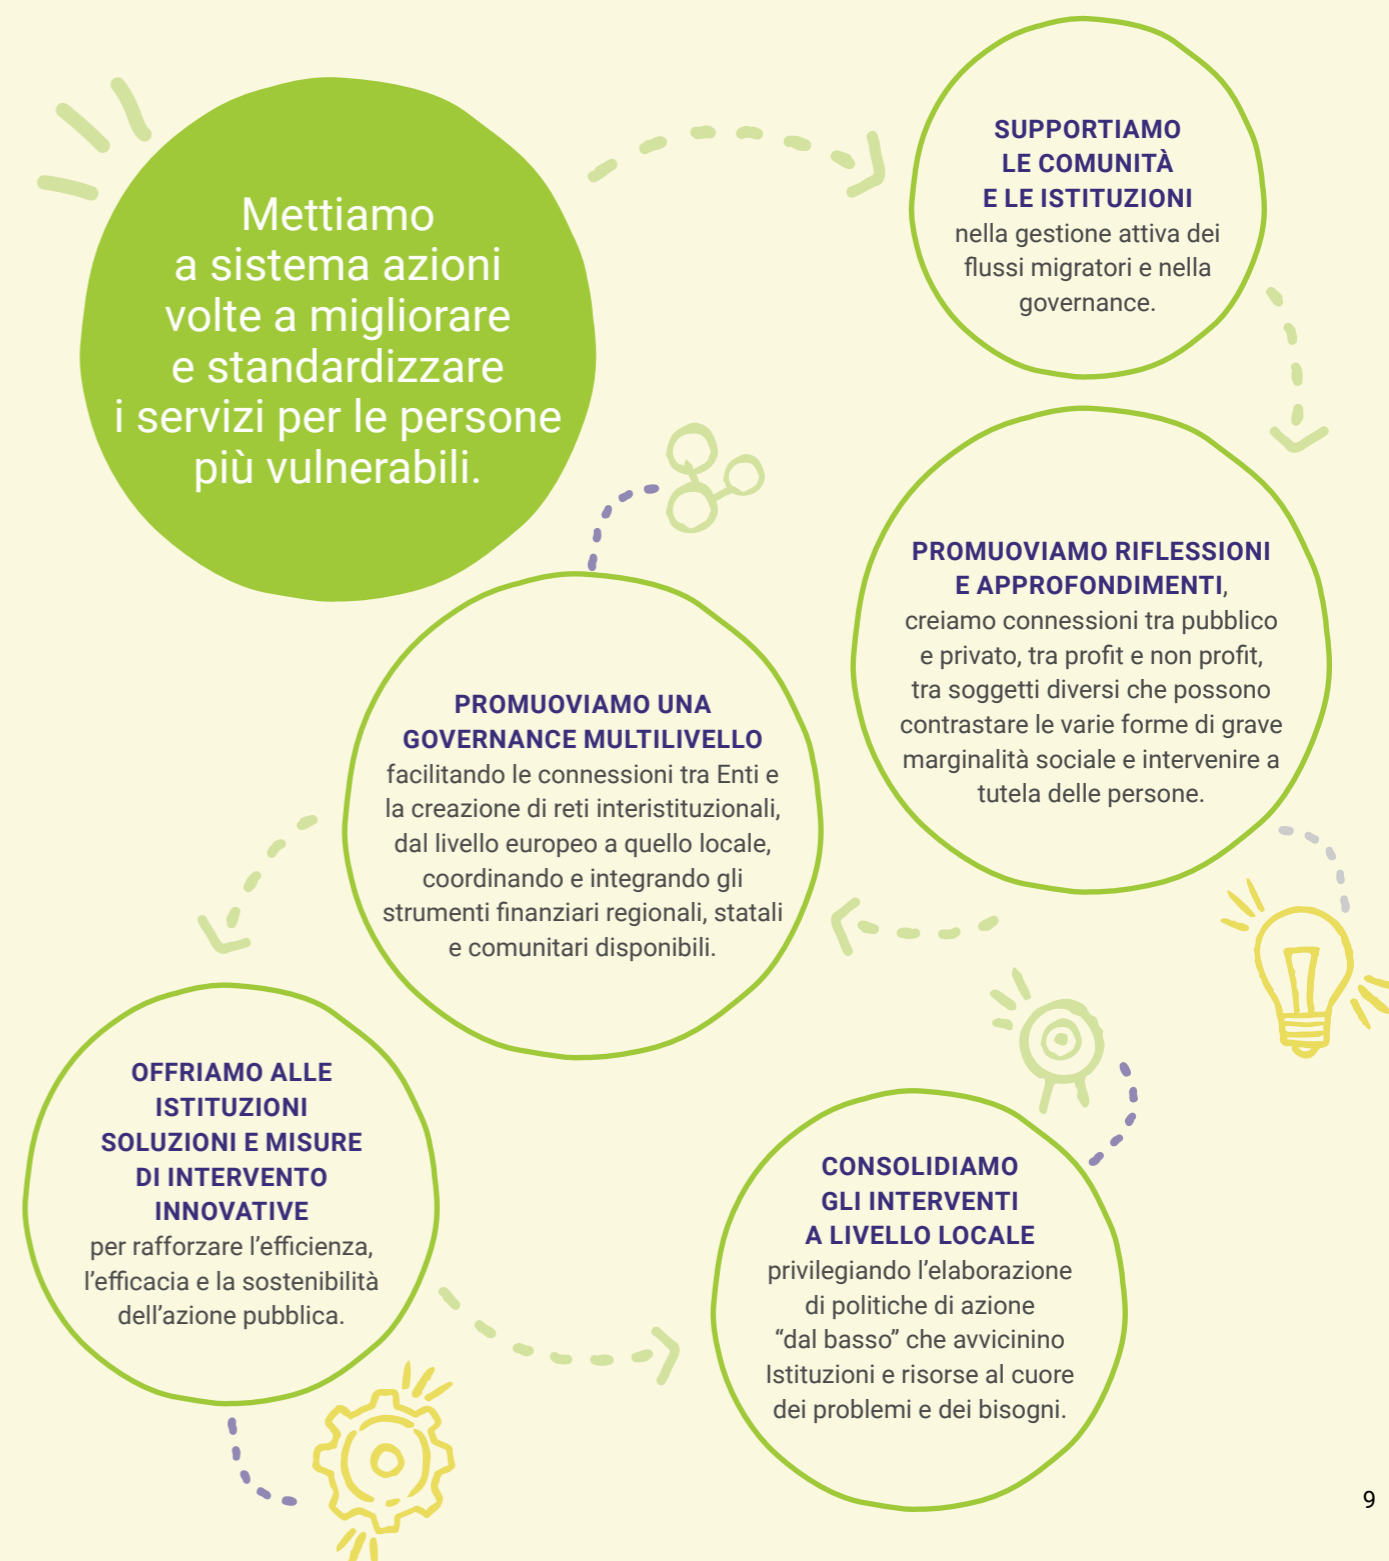 Mettiamo
a sistema azioni
volte a migliorare
e standardizzare
i servizi per le persone
più vulnerabili.
SUPPORTIAMO
LE COMUNITÀ
E LE ISTITUZIONI
nella gestione attiva dei
flussi migratori e nella
governance.
PROMUOVIAMO RIFLESSIONI
E APPROFONDIMENTI,
creiamo connessioni tra pubblico
e privato, tra profit e non profit,
tra soggetti diversi che possono
contrastare le varie forme di grave
marginalità sociale e intervenire a
tutela delle persone.
PROMUOVIAMO UNA
GOVERNANCE MULTILIVELLO
facilitando le connessioni tra Enti e
la creazione di reti interistituzionali,
dal livello europeo a quello locale,
coordinando e integrando gli
strumenti finanziari regionali, statali
e comunitari disponibili.
OFFRIAMO ALLE
ISTITUZIONI
SOLUZIONI E MISURE
DI INTERVENTO
INNOVATIVE
per rafforzare l'efficienza,
l'efficacia e la sostenibilità
dell'azione pubblica.
CONSOLIDIAMO
GLI INTERVENTI
A LIVELLO LOCALE
privilegiando l'elaborazione
di politiche di azione
“dal basso” che avvicinino
Istituzioni e risorse al cuore
dei problemi e dei bisogni.
9